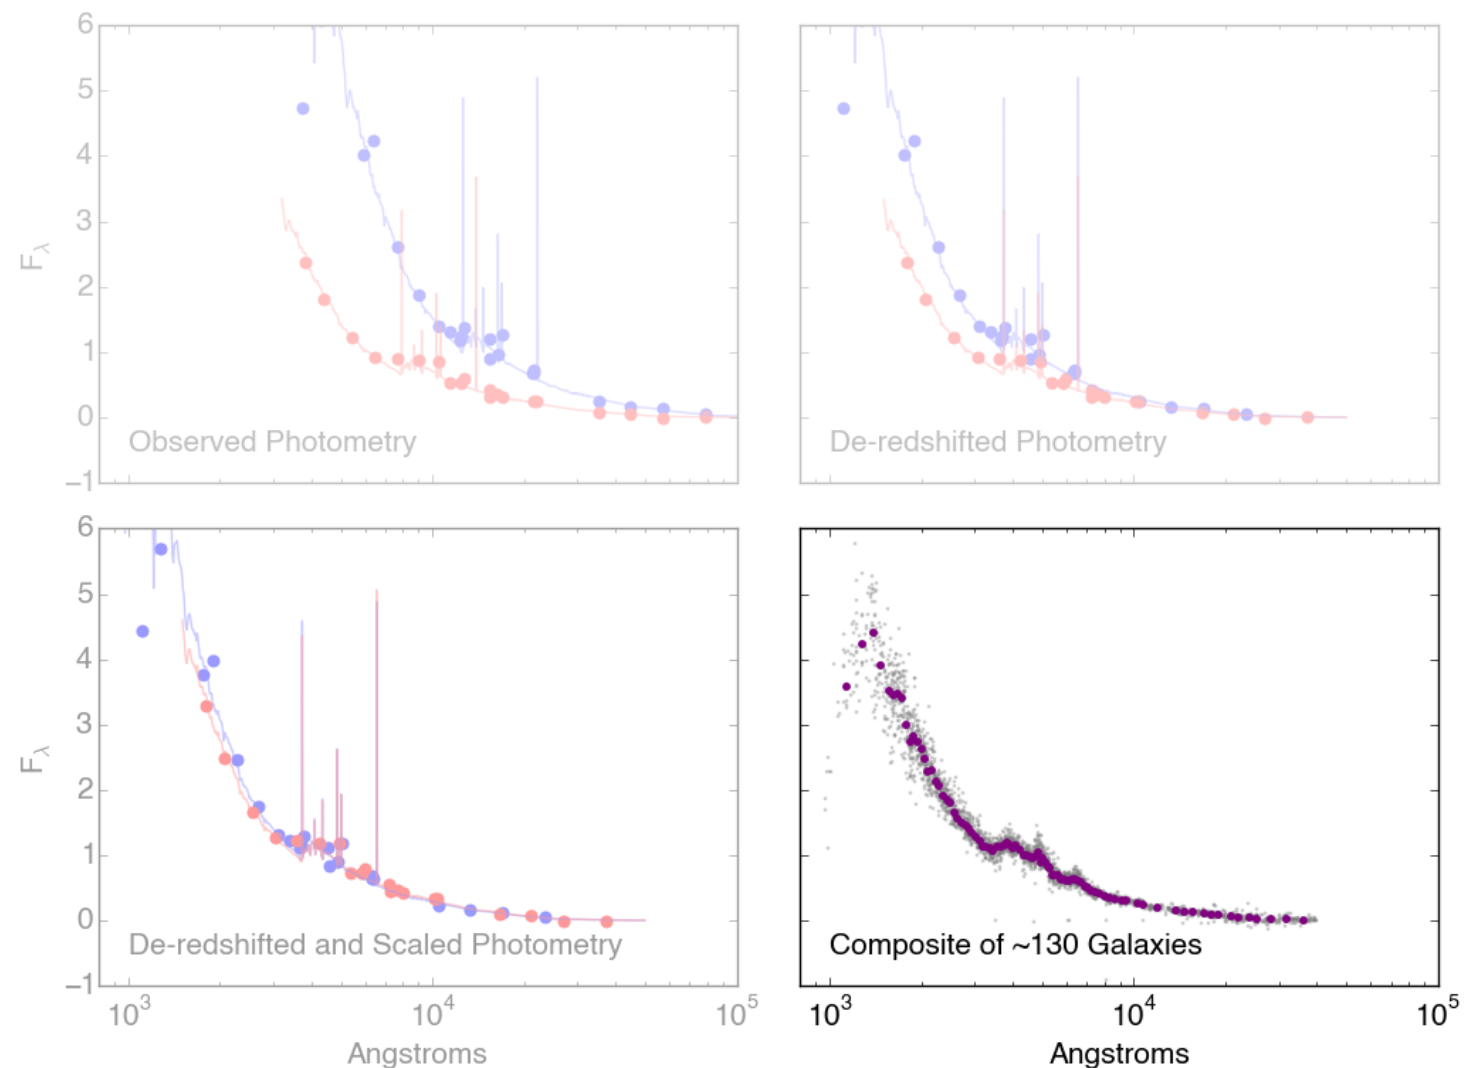 6
5
4
3
2
1
0
−1
F_λ
Observed Photometry
De-redshifted Photometry
6
5
4
3
2
1
0
−1
F_λ
De-redshifted and Scaled Photometry
Composite of ~130 Galaxies
10^3 10^4 10^5
10^3 10^4 10^5
Angstroms
Angstroms